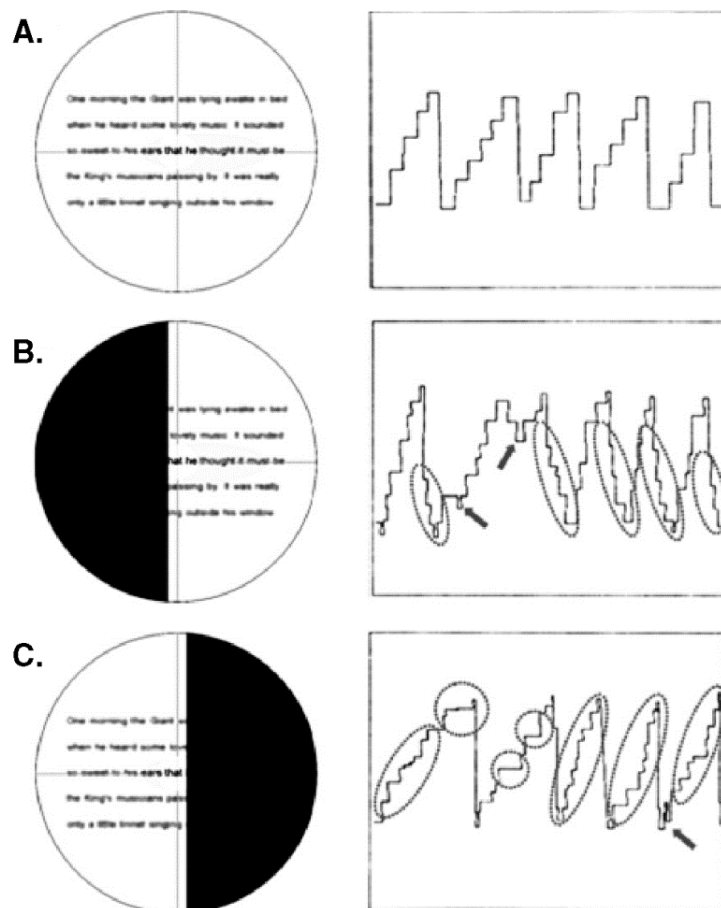 A.
One morning the Giant was lying awake in bed
when he heard some lovely music. It sounded
so sweet to his ears that he thought it must be
the King's musicians passing by. It was really
only a little linnet singing outside his window
B.
was lying awake in bed
lovely music. It sounded
that he thought it must be
passing by. It was really
ng outside his window
C.
One morning the Giant w
when he heard some love
so sweet to his ears that
the King's musicians pass
only a little linnet singing